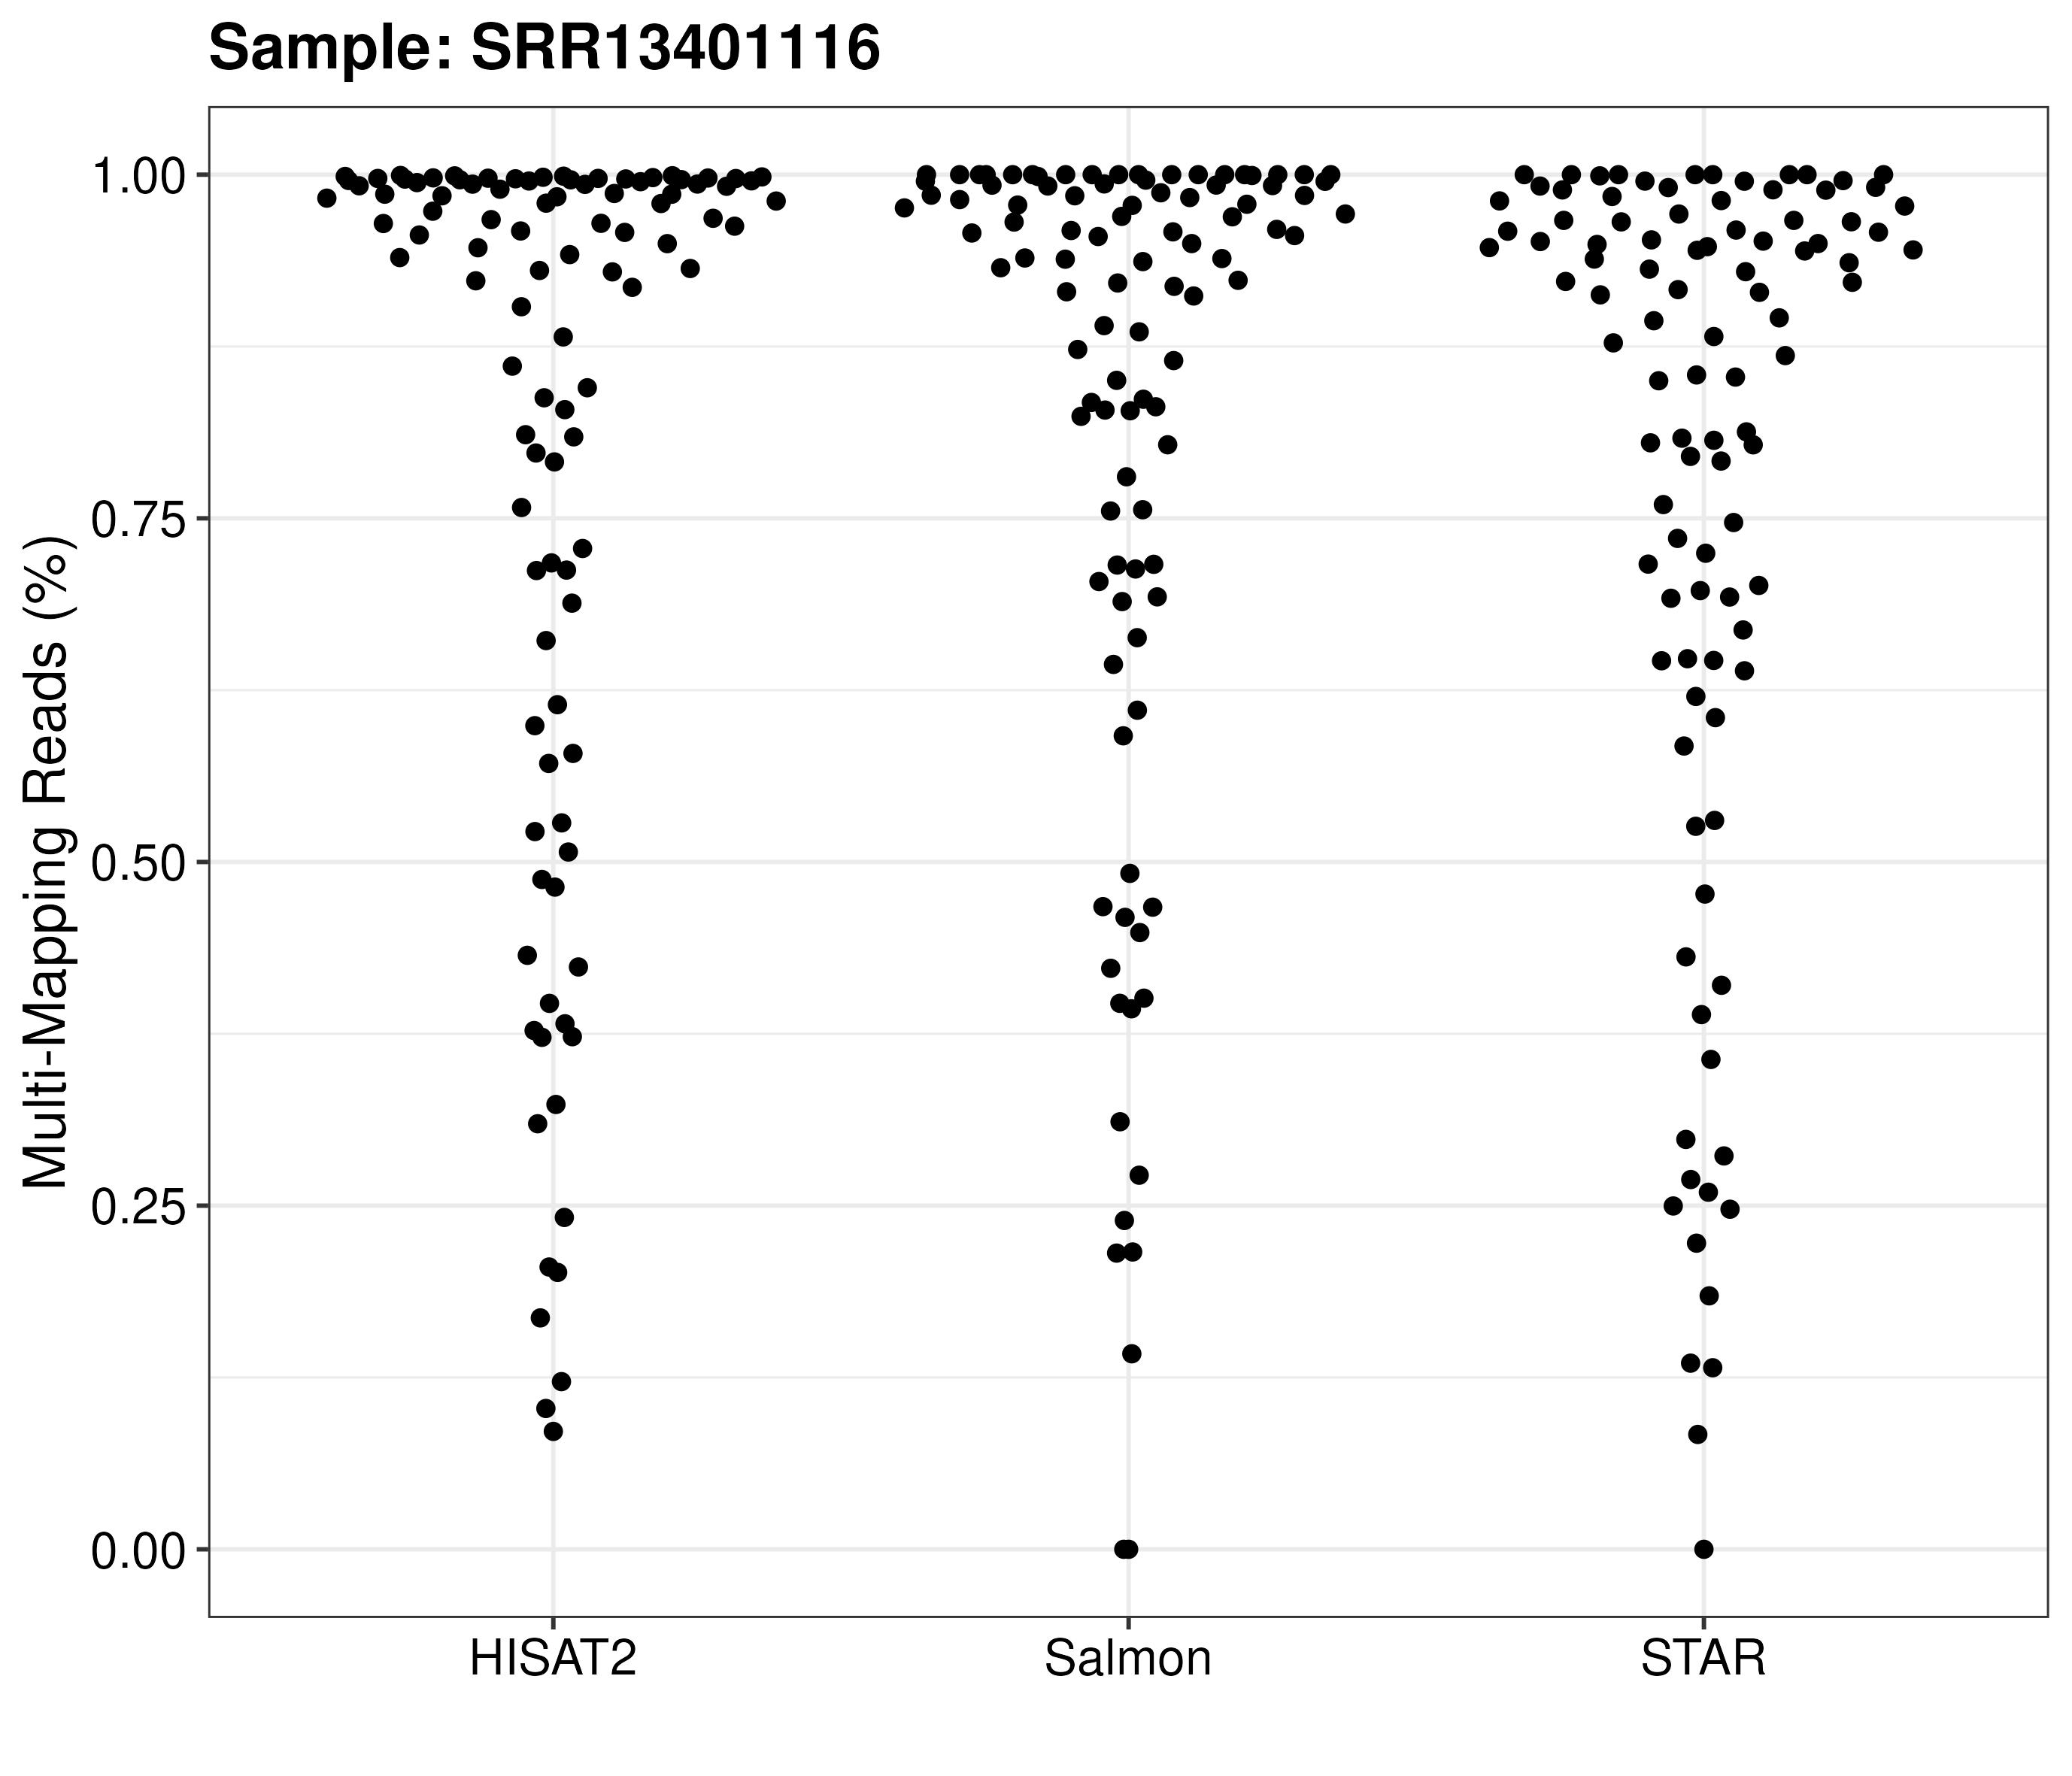 Sample: SRR13401116
Multi-Mapping Reads (%)
1.00
0.75
0.50
0.25
0.00
HISAT2 Salmon STAR